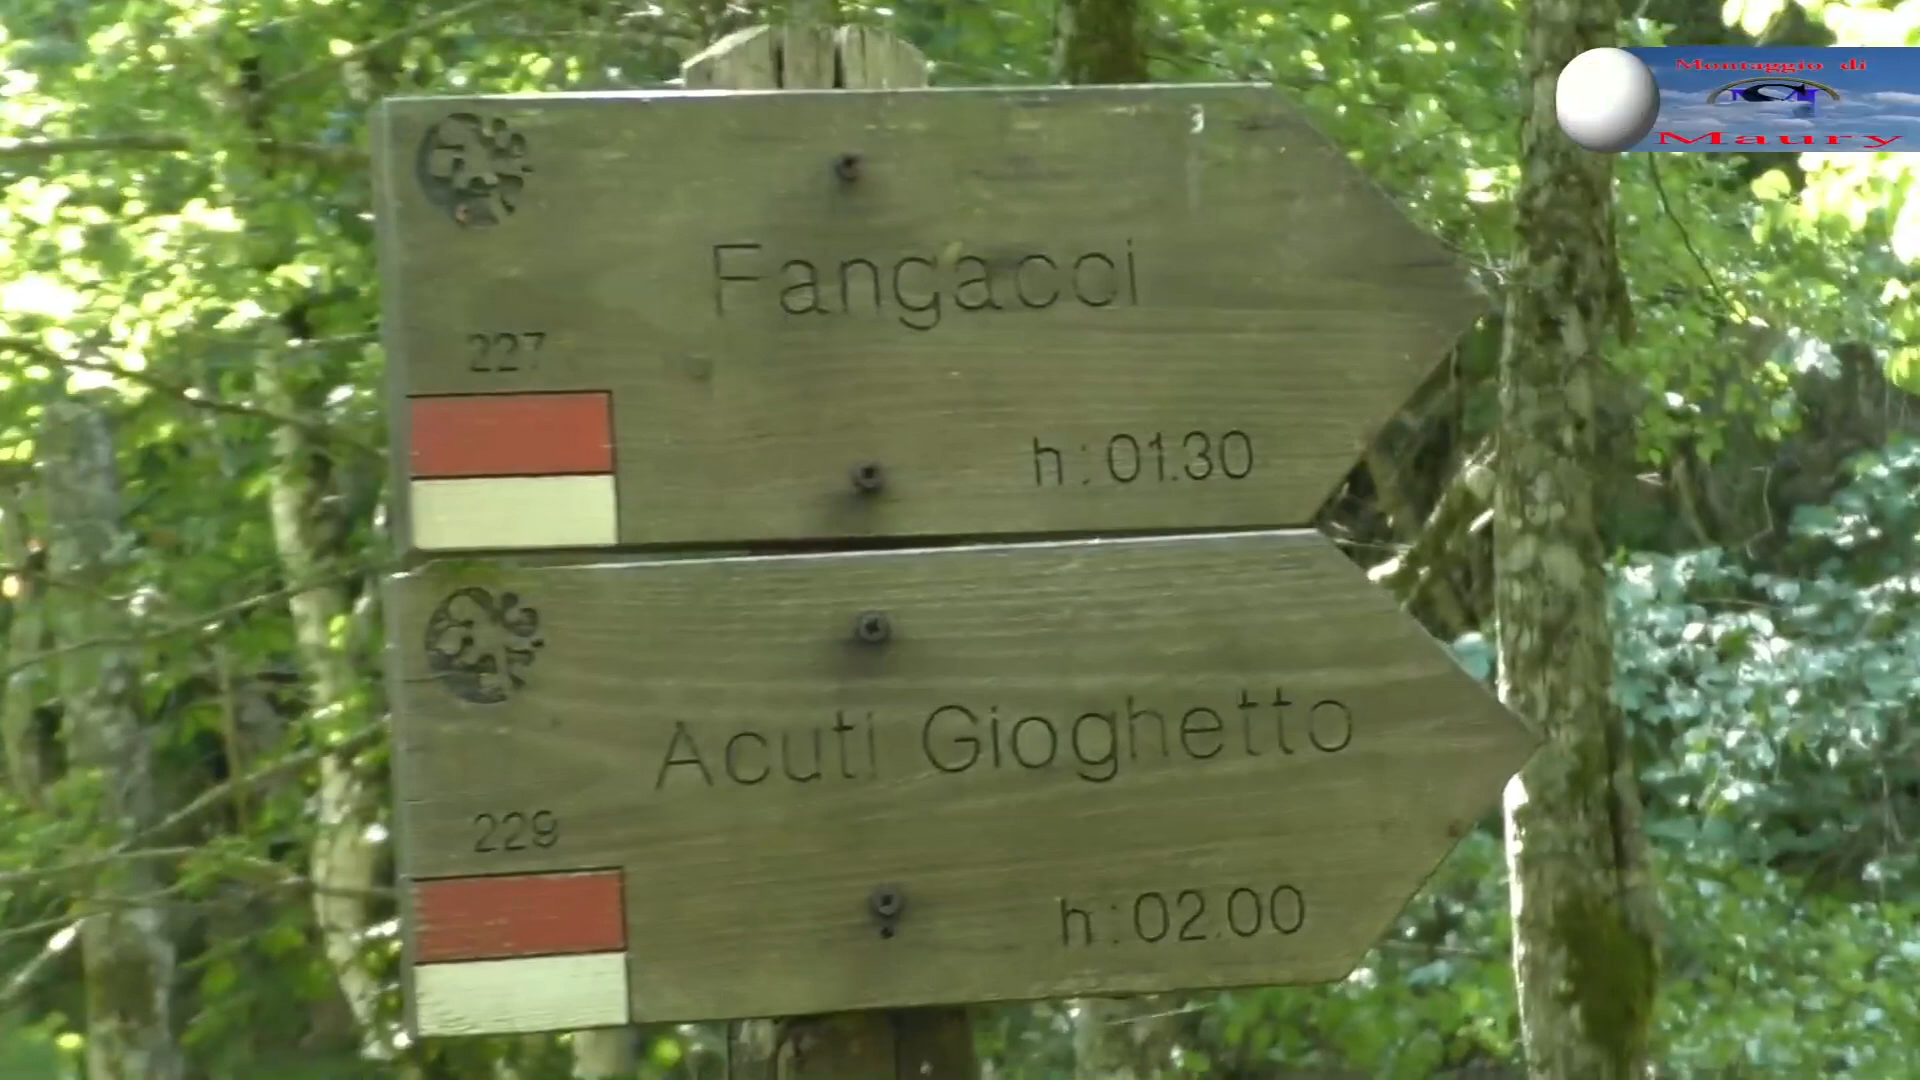 Montaggio di
Maury
Fangacci
227
h:01.30
Acuti Gioghetto
229
h:02.00